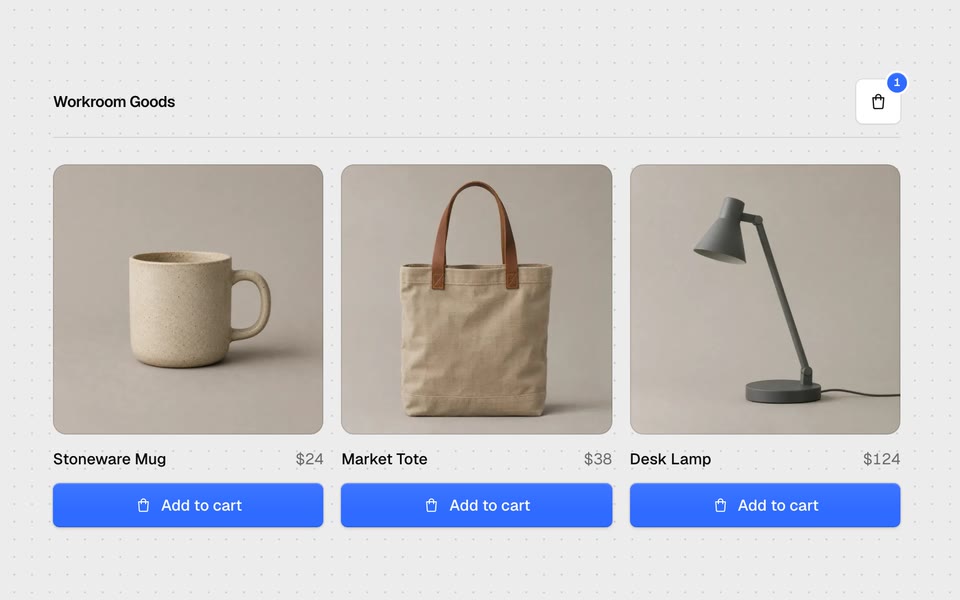 Workroom Goods
1
Stoneware Mug $24
Market Tote $38
Desk Lamp $124
Add to cart
Add to cart
Add to cart